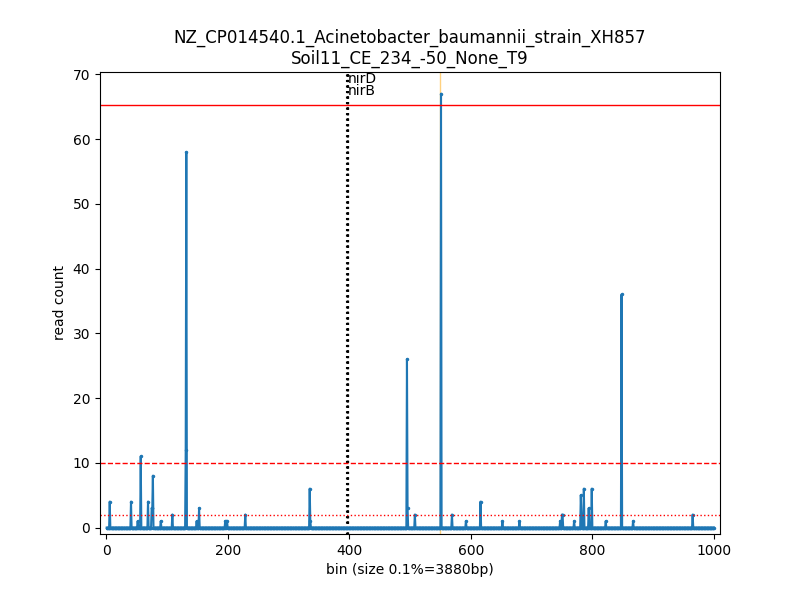 NZ_CP014540.1_Acinetobacter_baumannii_strain_XH857
Soil11_CE_234_-50_None_T9
nirD
nirB
70
60
50
40
30
20
10
0
read count
0 200 400 600 800 1000
bin (size 0.1%=3880bp)